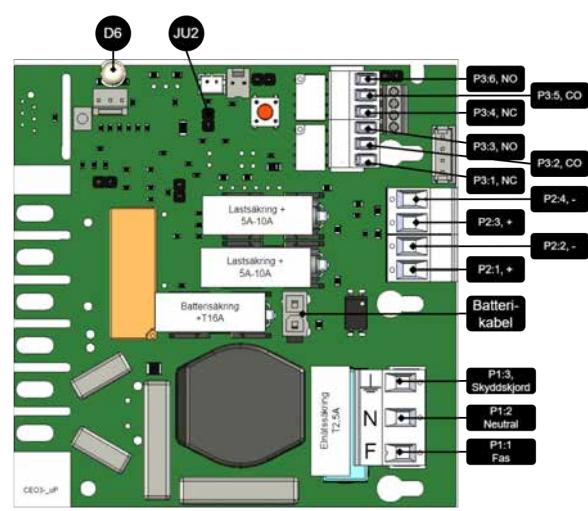 D6
JU2
P3:6, NO
P3:5, CO
P3:4, NC
P3:3, NO
P3:2, CO
P3:1, NC
P2:4, -
P2:3, +
P2:2, -
P2:1, +
Lastsäkring +
5A-10A
Lastsäkring +
5A-10A
Batterisäkring
+T16A
Batteri-
kabel
Elnätssäkring
T2,5A
N
F
P1:3,
Skyddskjord
P1:2
Neutral
P1:1
Fas
CEO3-_uP